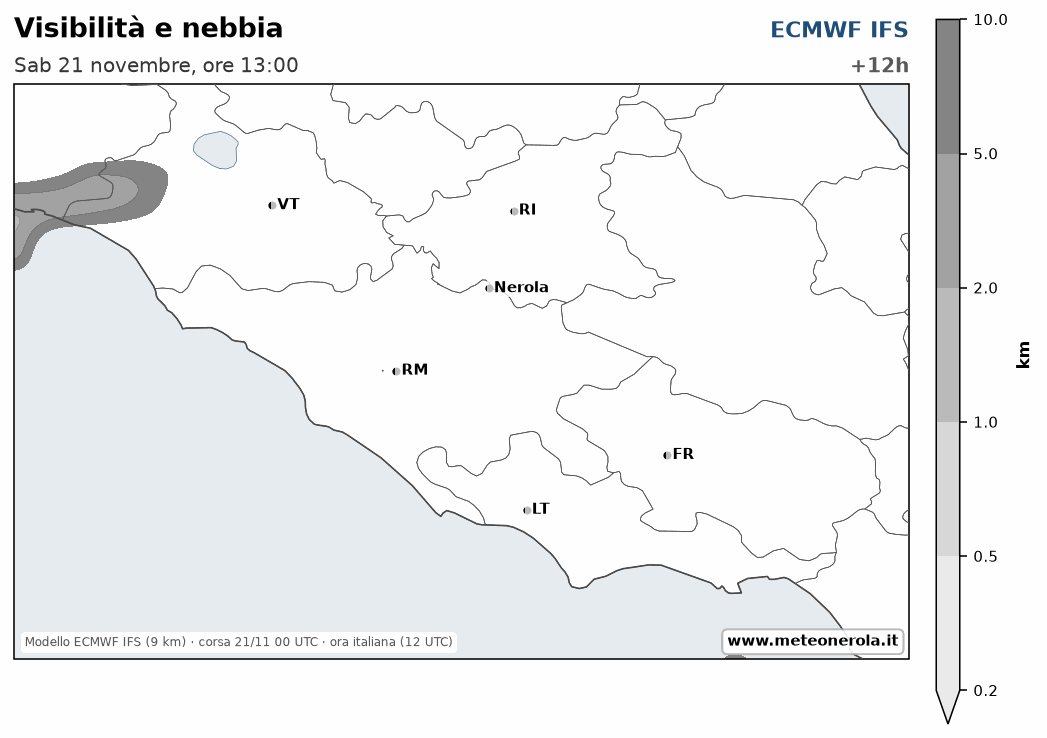 Visibilità e nebbia
ECMWF IFS
Sab 21 novembre, ore 13:00
+12h
10.0
5.0
2.0
1.0
0.5
0.2
km
VT
RI
Nerola
RM
FR
LT
Modello ECMWF IFS (9 km) · corsa 21/11 00 UTC · ora italiana (12 UTC)
www.meteonerola.it